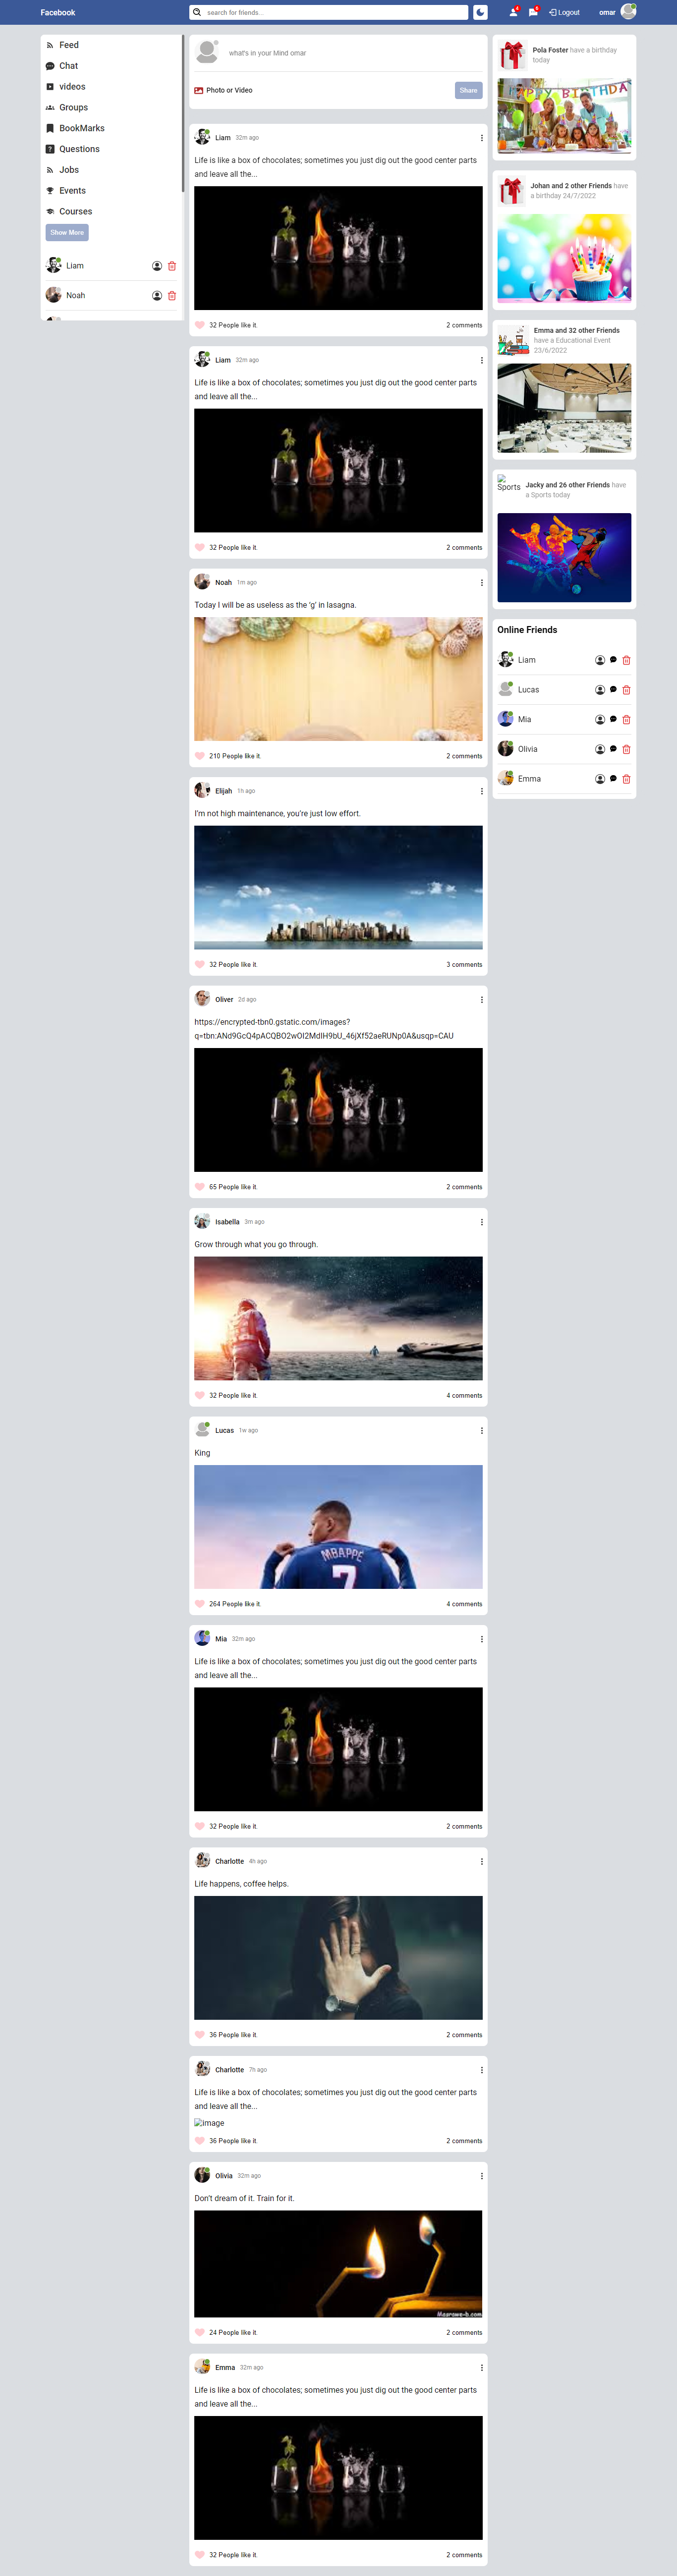 Facebook
search for friends...
Logout
omar
Feed
Chat
videos
Groups
BookMarks
Questions
Jobs
Events
Courses
Show More
Liam
Noah
what's in your Mind omar
Photo or Video
Share
Liam 32m ago
Life is like a box of chocolates; sometimes you just dig out the good center parts
and leave all the...
32 People like it.
2 comments
Liam 32m ago
Life is like a box of chocolates; sometimes you just dig out the good center parts
and leave all the...
32 People like it.
2 comments
Noah 1m ago
Today I will be as useless as the 'g' in lasagna.
210 People like it.
2 comments
Elijah 1h ago
I'm not high maintenance, you're just low effort.
32 People like it.
3 comments
Oliver 2d ago
https://encrypted-tbn0.gstatic.com/images?
q=tbn:ANd9GcQ4pACQBO2wOI2MdIH9bU_46jXf52aeRUNp0A&usqp=CAU
65 People like it.
2 comments
Isabella 3m ago
Grow through what you go through.
32 People like it.
4 comments
Lucas 1w ago
King
MBAPPÉ
7
264 People like it.
4 comments
Mia 32m ago
Life is like a box of chocolates; sometimes you just dig out the good center parts
and leave all the...
32 People like it.
2 comments
Charlotte 4h ago
Life happens, coffee helps.
36 People like it.
2 comments
Charlotte 7h ago
Life is like a box of chocolates; sometimes you just dig out the good center parts
and leave all the...
image
36 People like it.
2 comments
Olivia 32m ago
Don't dream of it. Train for it.
Masrawe-b.com
24 People like it.
2 comments
Emma 32m ago
Life is like a box of chocolates; sometimes you just dig out the good center parts
and leave all the...
32 People like it.
2 comments
Pola Foster have a birthday
today
Johan and 2 other Friends have
a birthday 24/7/2022
Emma and 32 other Friends
have a Educational Event
23/6/2022
Sports
Jacky and 26 other Friends have
a Sports today
Online Friends
Liam
Lucas
Mia
Olivia
Emma